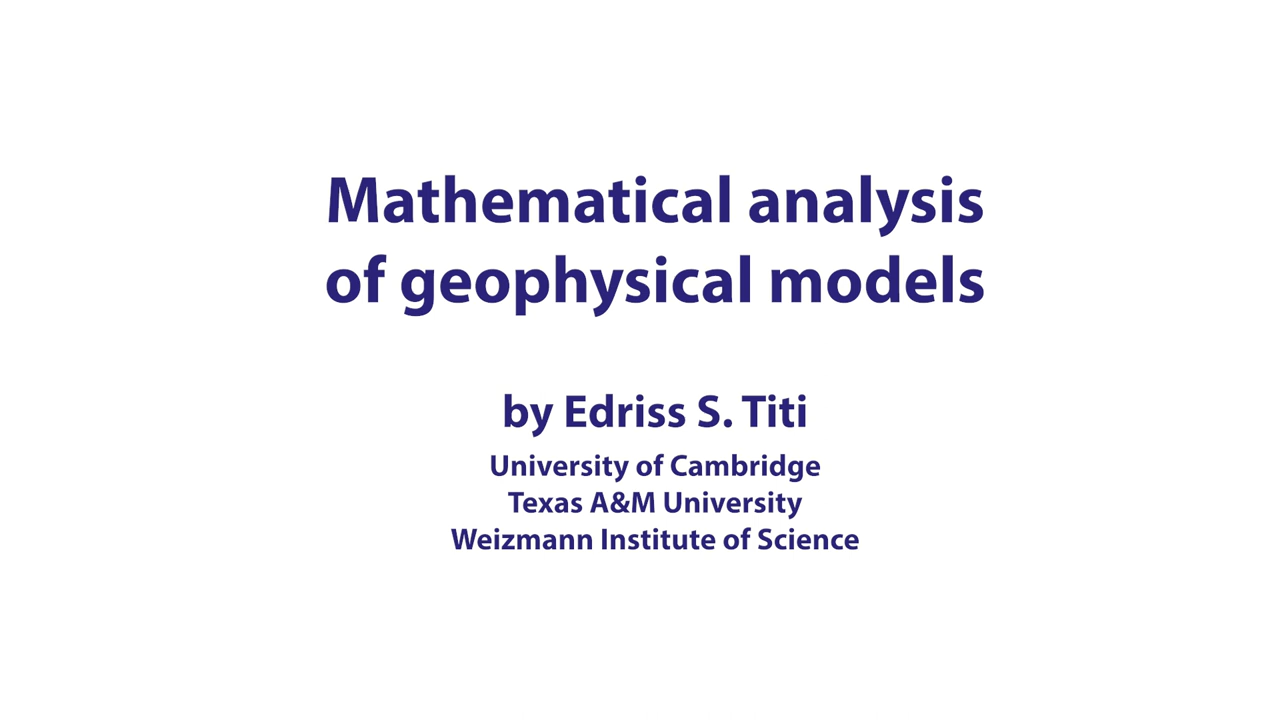 Mathematical analysis
of geophysical models
by Edriss S. Titi
University of Cambridge
Texas A&M University
Weizmann Institute of Science